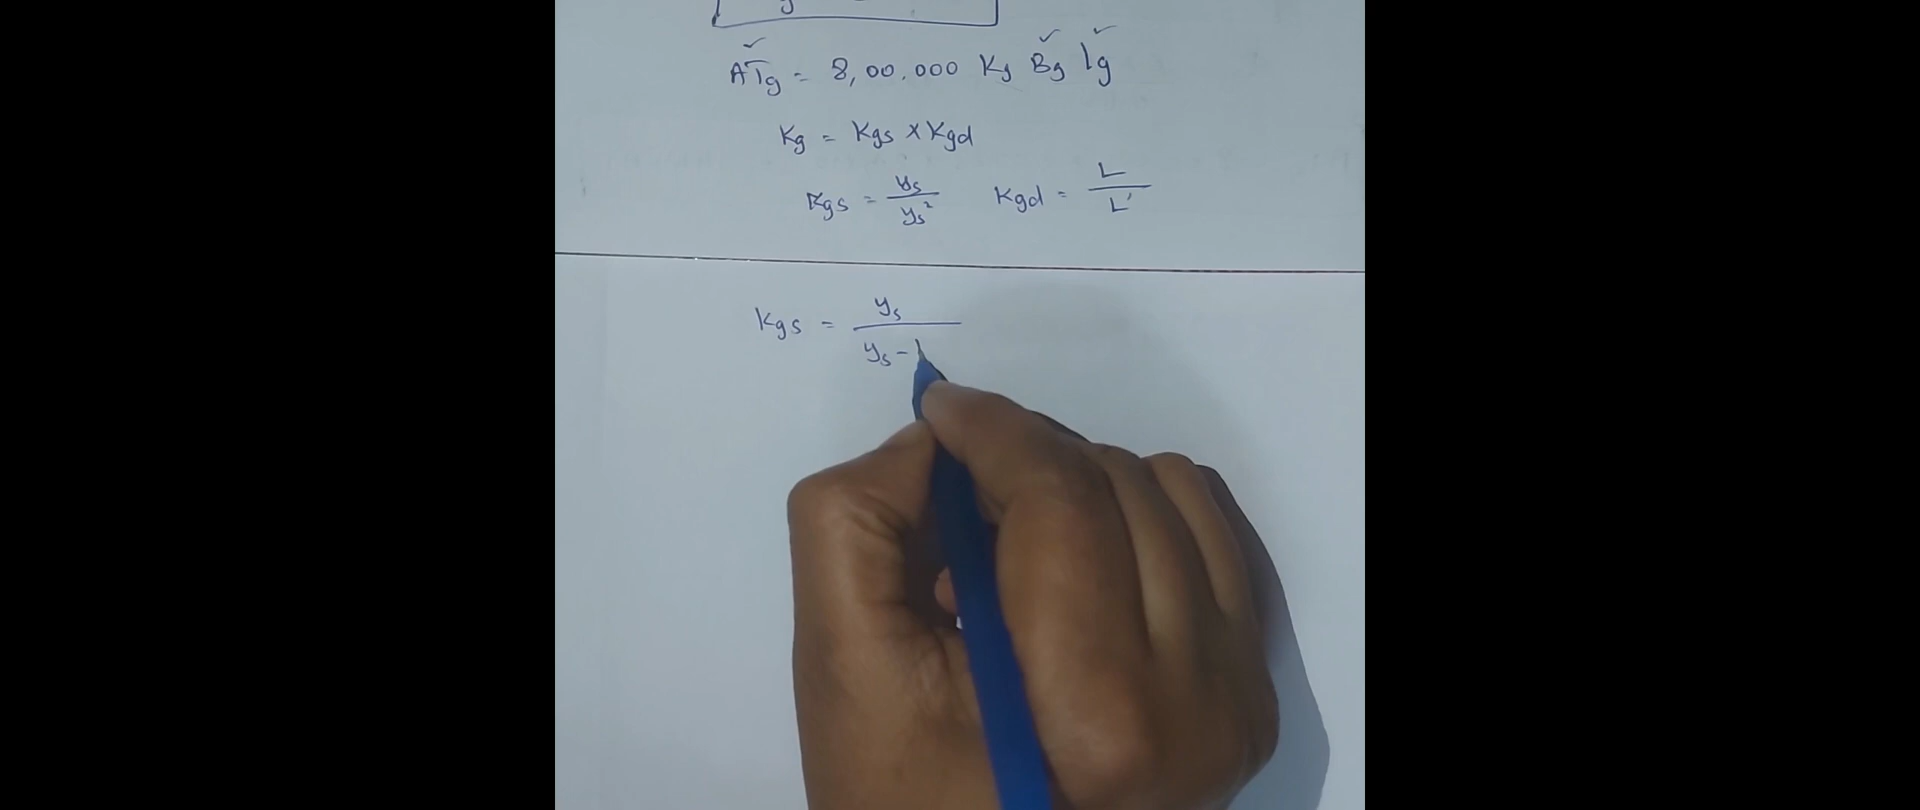 g
ATg = 8,00,000 Kg Bg lg
Kg = Kgs × Kgd
Kgs = ys / ys² Kgd = L / L'
Kgs = ys / ys -